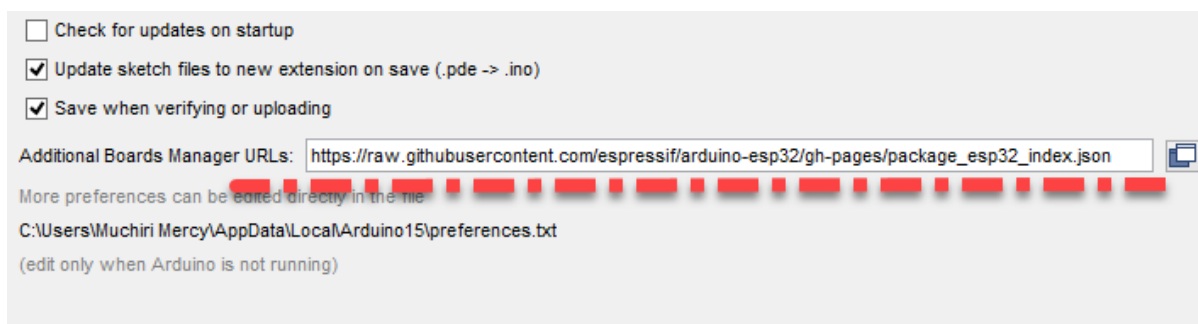 Check for updates on startup
Update sketch files to new extension on save (.pde -> .ino)
Save when verifying or uploading
Additional Boards Manager URLs: https://raw.githubusercontent.com/espressif/arduino-esp32/gh-pages/package_esp32_index.json
More preferences can be edited directly in the file
C:\Users\Muchiri Mercy\AppData\Local\Arduino15\preferences.txt
(edit only when Arduino is not running)